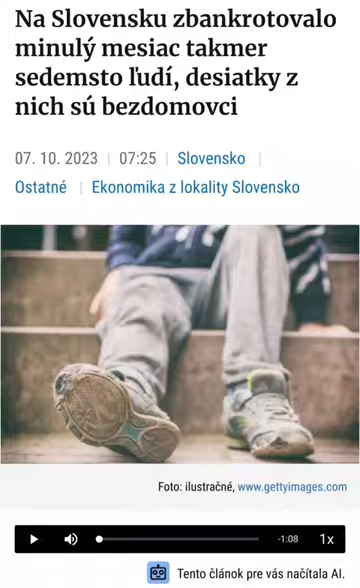 Na Slovensku zbankrotovalo
minulý mesiac takmer
sedemsto ľudí, desiatky z
nich sú bezdomovci
07. 10. 2023 | 07:25 | Slovensko |
Ostatné | Ekonomika z lokality Slovensko
Foto: ilustračné, www.gettyimages.com
-1:08 1x
Tento článok pre vás načítala AI.